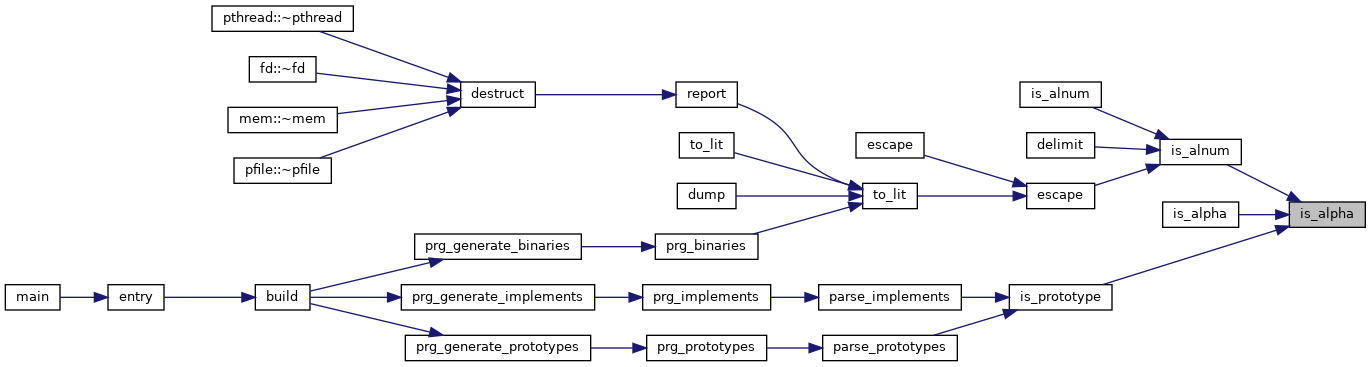 pthread::~pthread
fd::~fd
mem::~mem
pfile::~pfile
destruct
report
to_lit
dump
prg_binaries
prg_generate_binaries
escape
to_lit
is_alnum
delimit
escape
is_alnum
is_alpha
is_alpha
main
entry
build
prg_generate_implements
prg_implements
parse_implements
is_prototype
prg_generate_prototypes
prg_prototypes
parse_prototypes